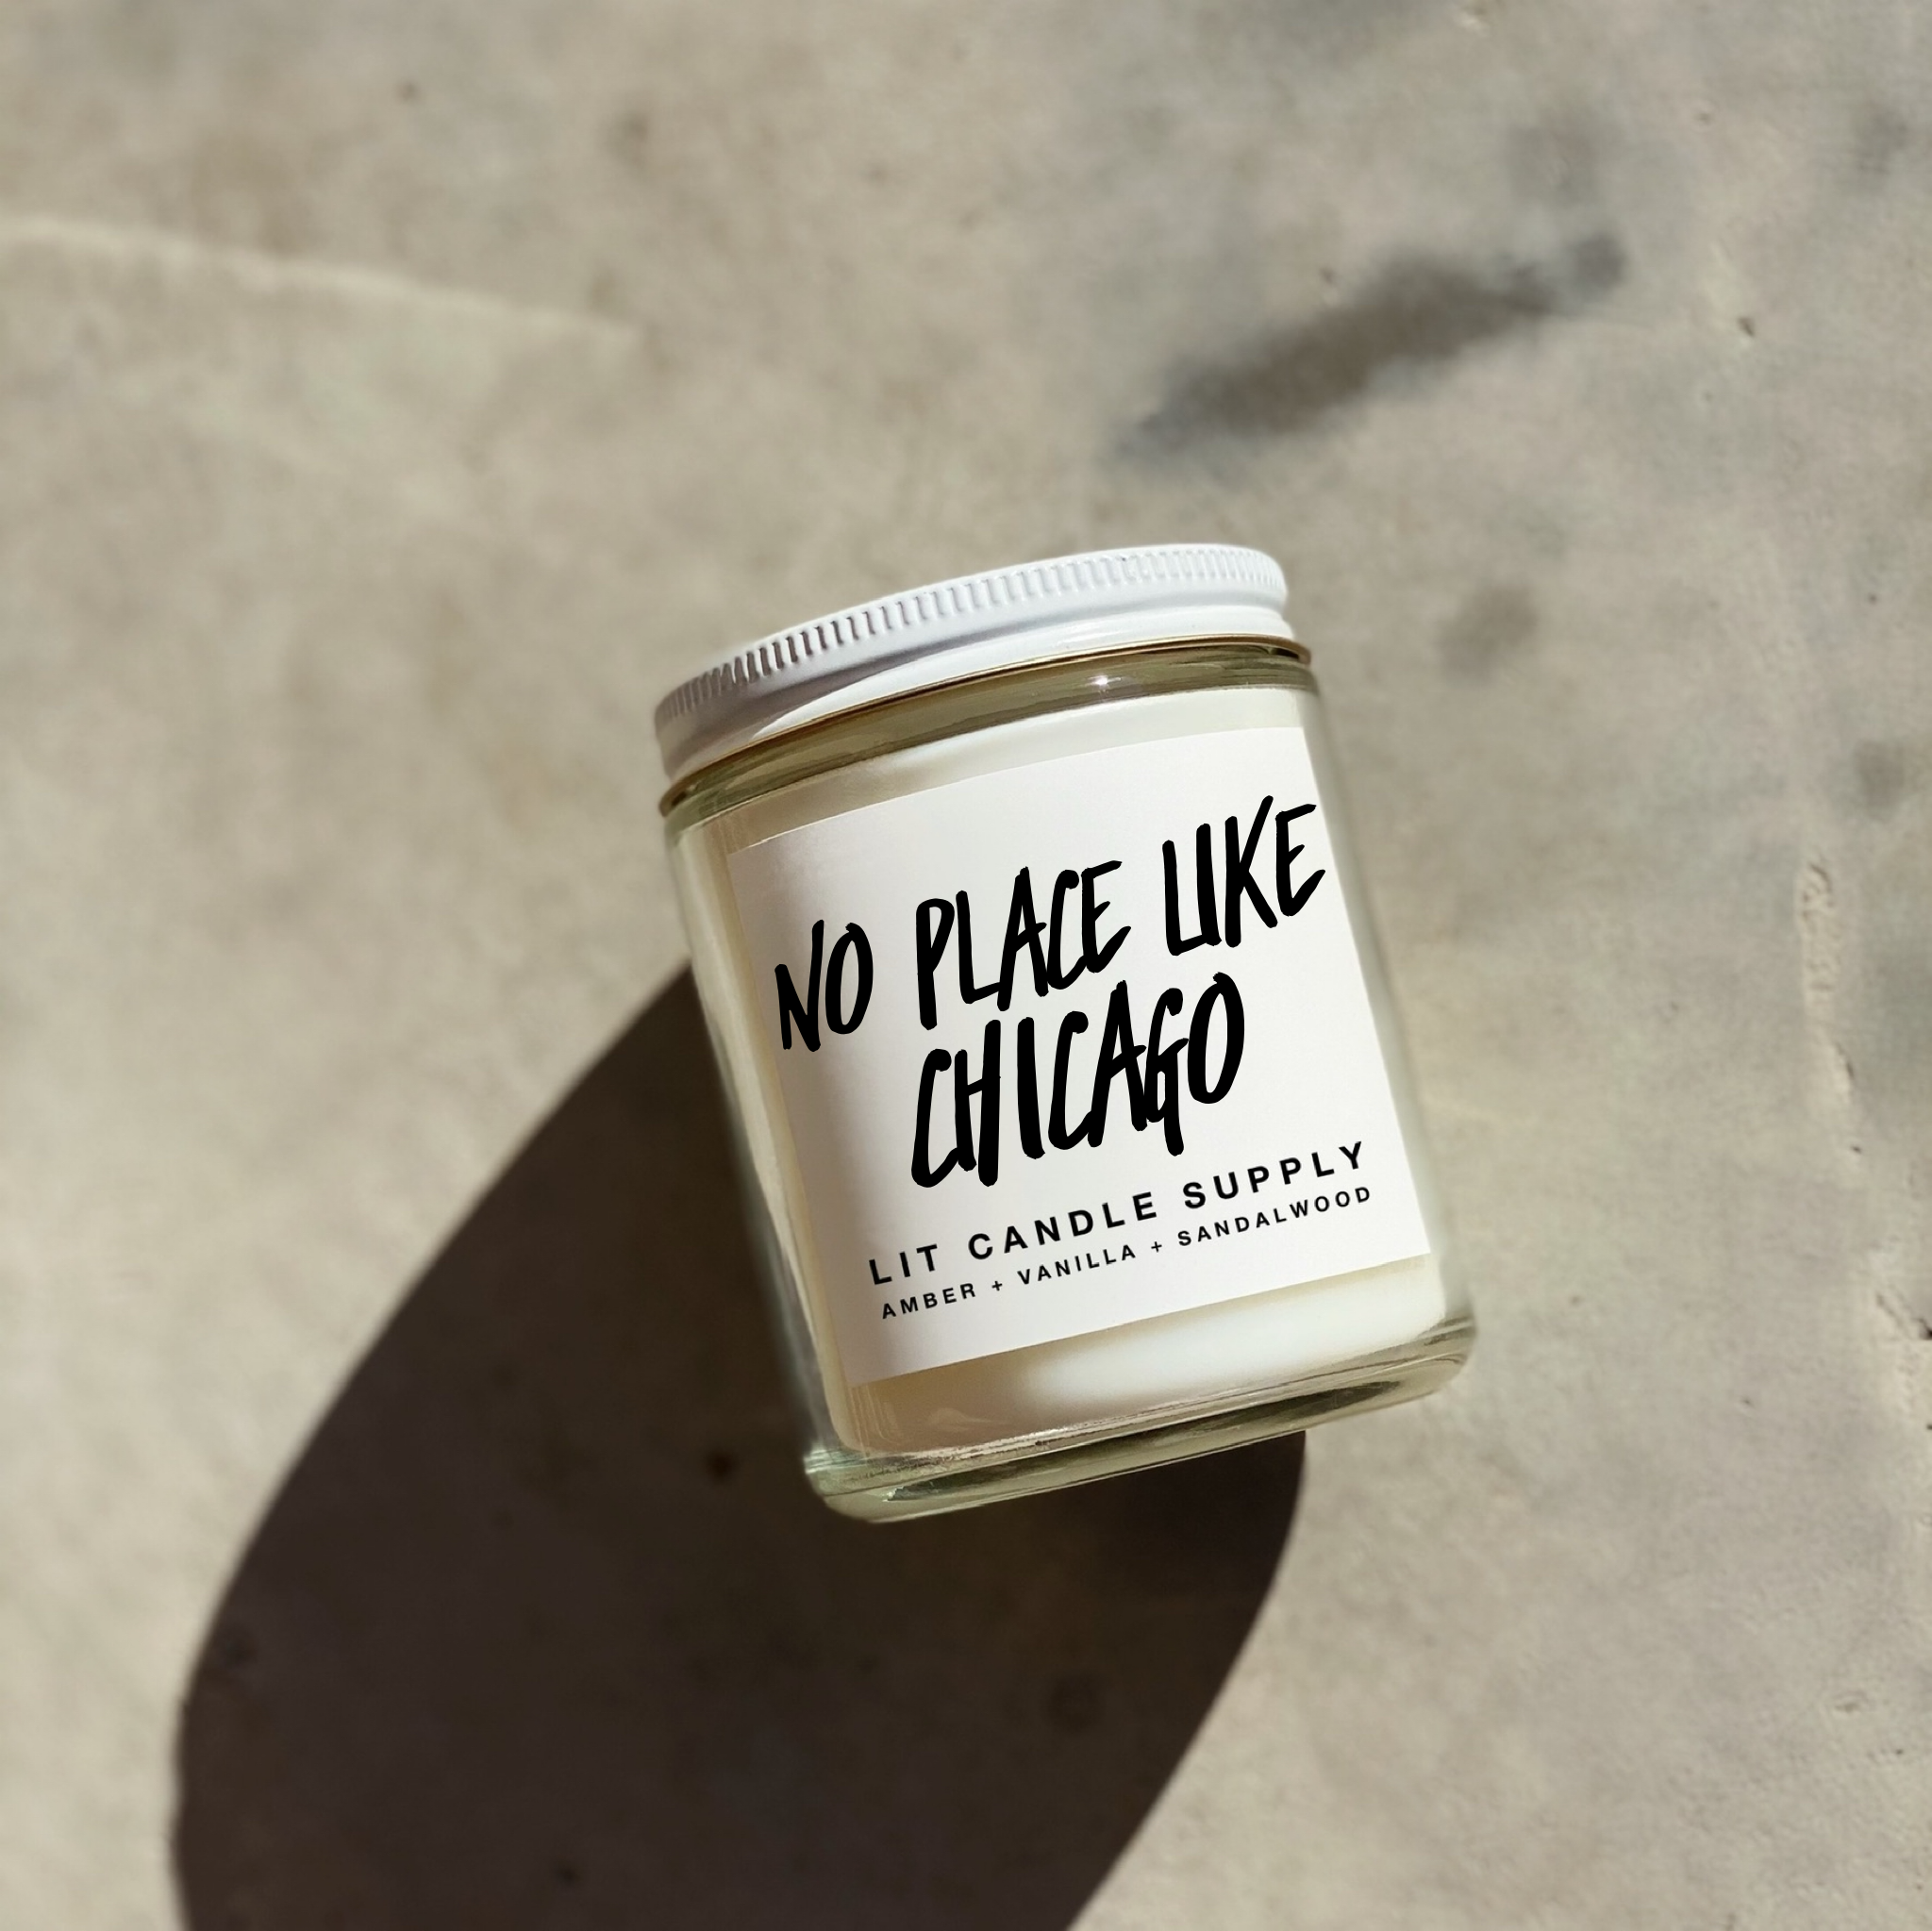 NO PLACE LIKE
CHICAGO
LIT CANDLE SUPPLY
AMBER + VANILLA + SANDALWOOD